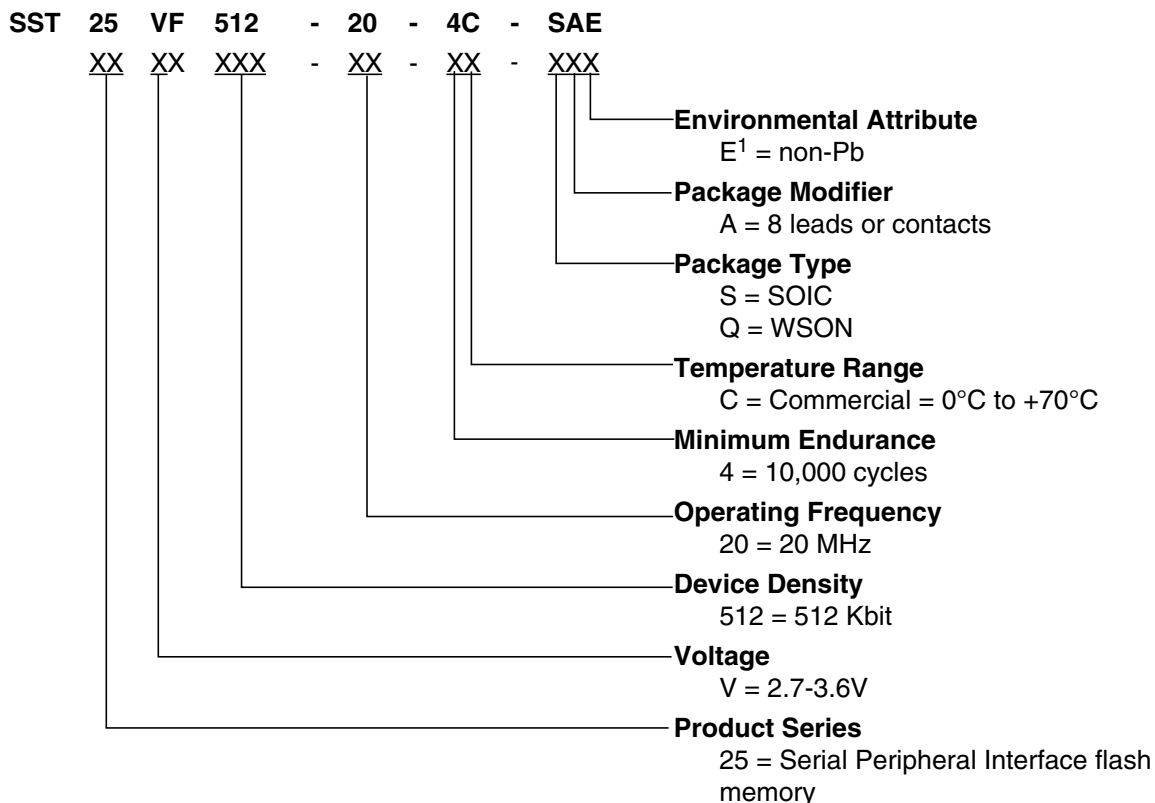 SST 25 VF 512 - 20 - 4C - SAE
XX XX XXX - XX - XX - XXX
Environmental Attribute
E1 = non-Pb
Package Modifier
A = 8 leads or contacts
Package Type
S = SOIC
Q = WSON
Temperature Range
C = Commercial = 0°C to +70°C
Minimum Endurance
4 = 10,000 cycles
Operating Frequency
20 = 20 MHz
Device Density
512 = 512 Kbit
Voltage
V = 2.7-3.6V
Product Series
25 = Serial Peripheral Interface flash
memory